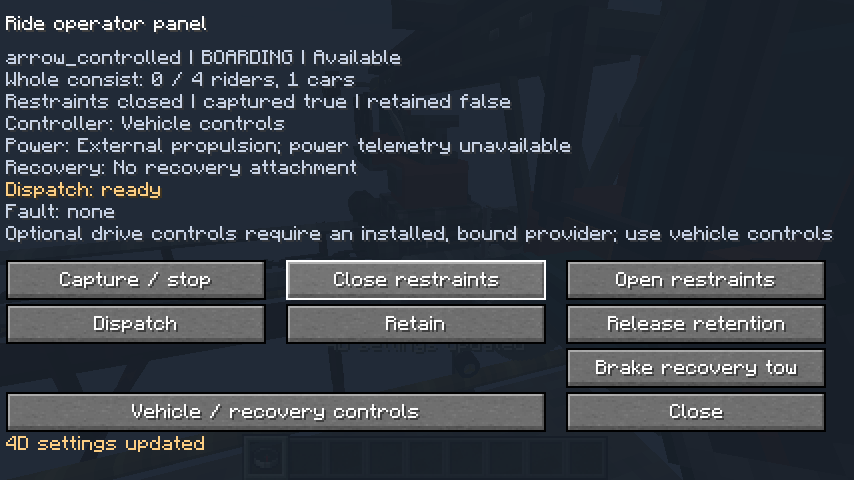 Ride operator panel
arrow_controlled | BOARDING | Available
Whole consist: 0 / 4 riders, 1 cars
Restraints closed | captured true | retained false
Controller: Vehicle controls
Power: External propulsion; power telemetry unavailable
Recovery: No recovery attachment
Dispatch: ready
Fault: none
Optional drive controls require an installed, bound provider; use vehicle controls
Capture / stop
Close restraints
Open restraints
Dispatch
Retain
Release retention
4D settings updated
Brake recovery tow
Vehicle / recovery controls
Close
4D settings updated